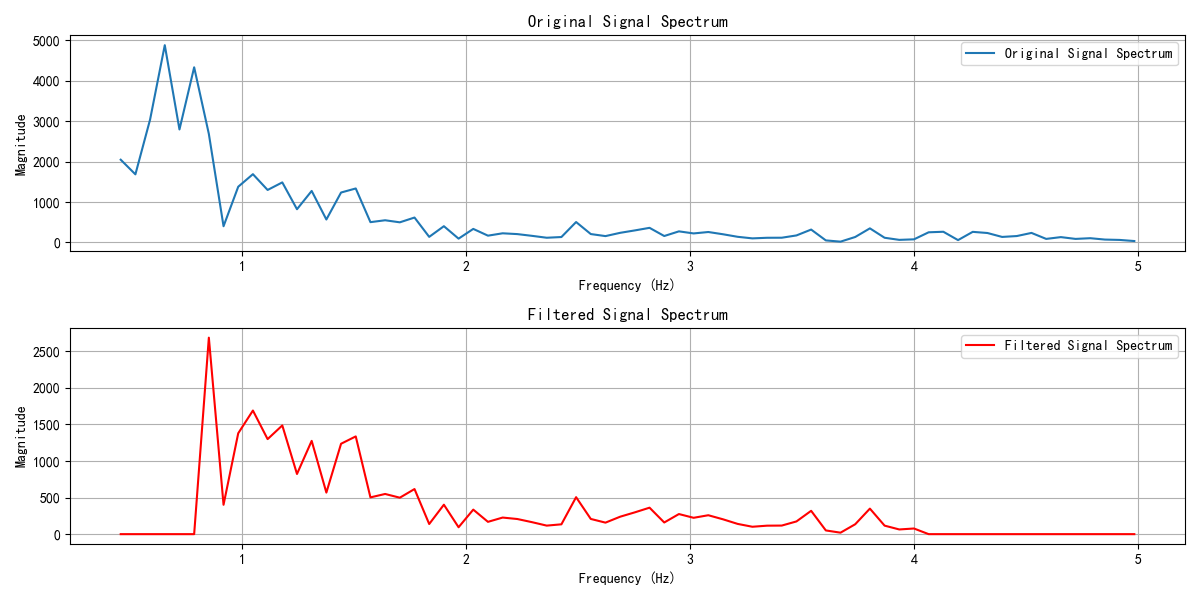 Original Signal Spectrum
5000
4000
3000
2000
1000
0
Magnitude
Original Signal Spectrum
1 2 3 4 5
Frequency (Hz)
Filtered Signal Spectrum
2500
2000
1500
1000
500
0
Magnitude
Filtered Signal Spectrum
1 2 3 4 5
Frequency (Hz)